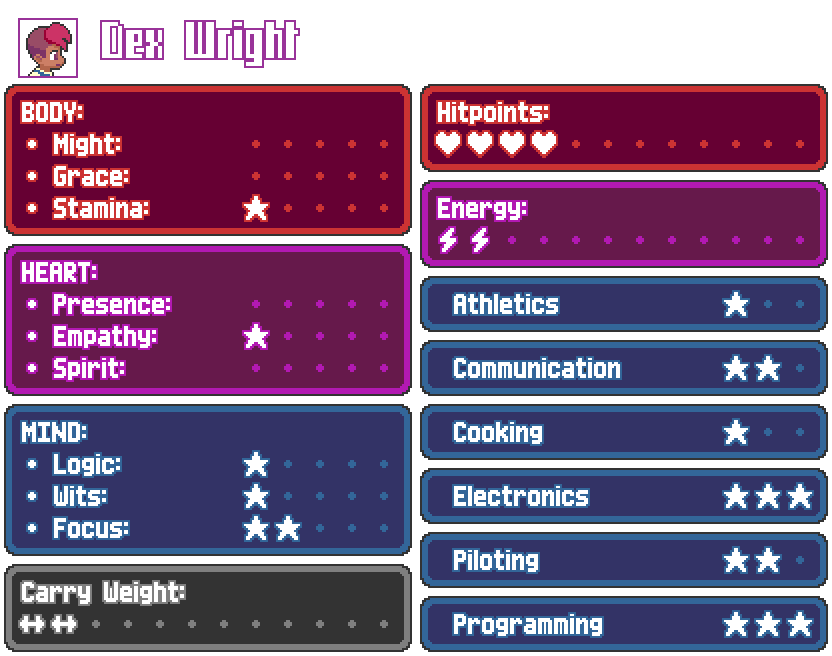 Dex Wright
BODY:
• Might:
• Grace:
• Stamina:
HEART:
• Presence:
• Empathy:
• Spirit:
MIND:
• Logic:
• Wits:
• Focus:
Carry Weight:
Hitpoints:
Energy:
Athletics
Communication
Cooking
Electronics
Piloting
Programming